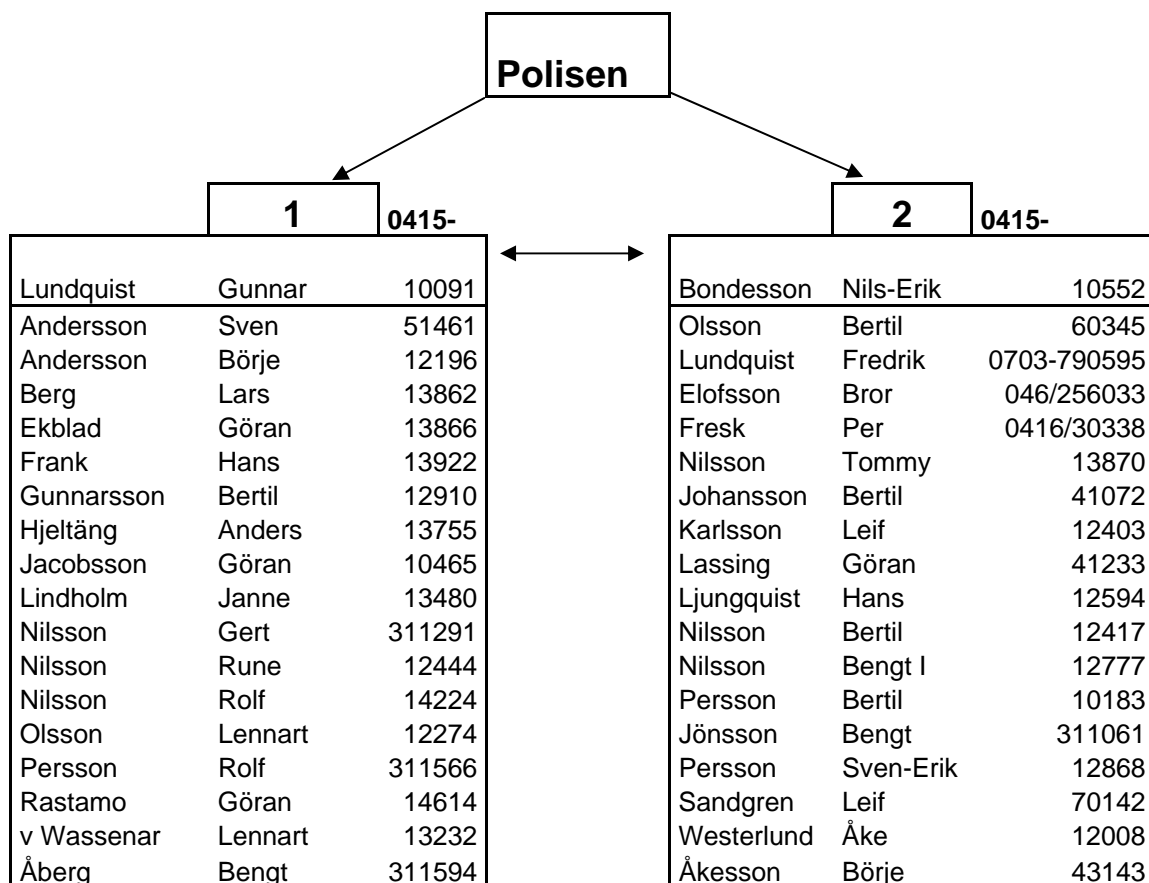 Polisen
1 0415-
Lundquist Gunnar 10091
Andersson Sven 51461
Andersson Börje 12196
Berg Lars 13862
Ekblad Göran 13866
Frank Hans 13922
Gunnarsson Bertil 12910
Hjeltäng Anders 13755
Jacobsson Göran 10465
Lindholm Janne 13480
Nilsson Gert 311291
Nilsson Rune 12444
Nilsson Rolf 14224
Olsson Lennart 12274
Persson Rolf 311566
Rastamo Göran 14614
v Wassenar Lennart 13232
Åberg Bengt 311594
2 0415-
Bondesson Nils-Erik 10552
Olsson Bertil 60345
Lundquist Fredrik 0703-790595
Elofsson Bror 046/256033
Fresk Per 0416/30338
Nilsson Tommy 13870
Johansson Bertil 41072
Karlsson Leif 12403
Lassing Göran 41233
Ljungquist Hans 12594
Nilsson Bertil 12417
Nilsson Bengt I 12777
Persson Bertil 10183
Jönsson Bengt 311061
Persson Sven-Erik 12868
Sandgren Leif 70142
Westerlund Åke 12008
Åkesson Börje 43143